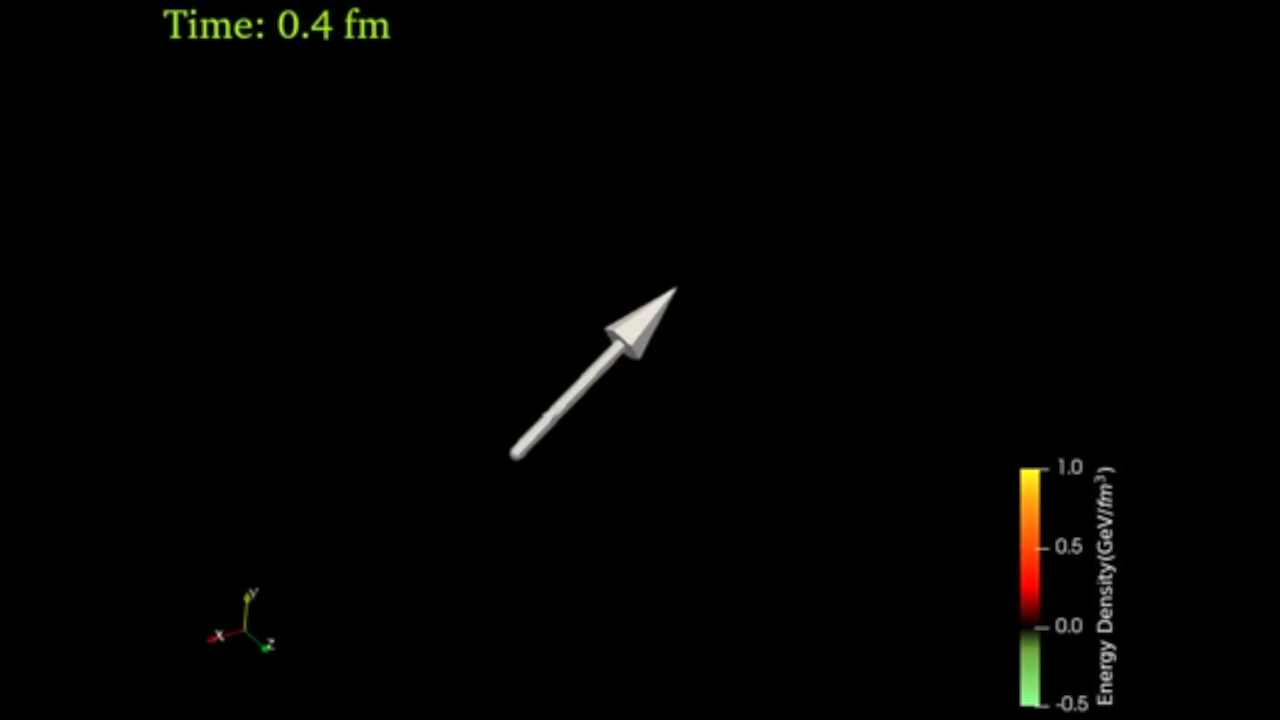 Time: 0.4 fm
1.0
0.5
0.0
-0.5
Energy Density(GeV/fm³)
y
x
z